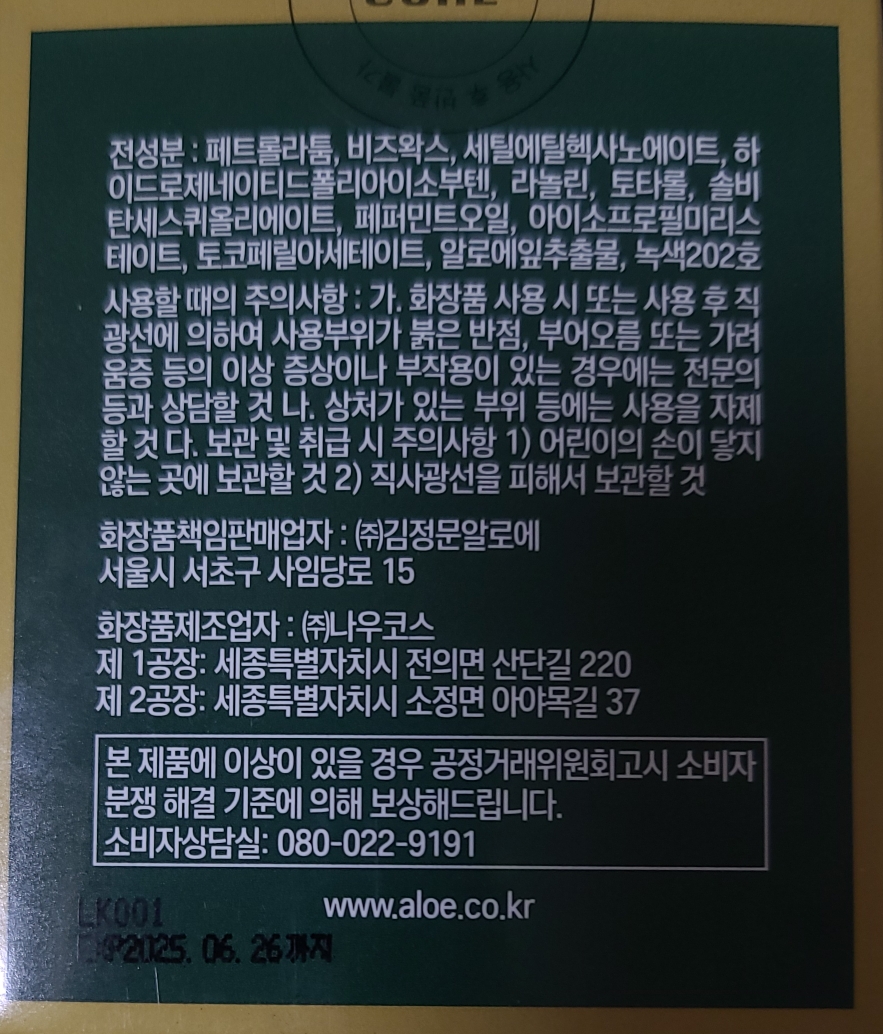 사용 후 반품 불가
전성분 : 페트롤라툼, 비즈왁스, 세틸에틸헥사노에이트, 하
이드로제네이티드폴리아이소부텐, 라놀린, 토타롤, 솔비
탄세스퀴올리에이트, 페퍼민트오일, 아이소프로필미리스
테이트, 토코페릴아세테이트, 알로에잎추출물, 녹색202호
사용할 때의 주의사항 : 가. 화장품 사용 시 또는 사용 후 직
광선에 의하여 사용부위가 붉은 반점, 부어오름 또는 가려
움증 등의 이상 증상이나 부작용이 있는 경우에는 전문의
등과 상담할 것 나. 상처가 있는 부위 등에는 사용을 자제
할 것 다. 보관 및 취급 시 주의사항 1) 어린이의 손이 닿지
않는 곳에 보관할 것 2) 직사광선을 피해서 보관할 것
화장품책임판매업자 : ㈜김정문알로에
서울시 서초구 사임당로 15
화장품제조업자 : ㈜나우코스
제 1공장: 세종특별자치시 전의면 산단길 220
제 2공장: 세종특별자치시 소정면 아야목길 37
본 제품에 이상이 있을 경우 공정거래위원회고시 소비자
분쟁 해결 기준에 의해 보상해드립니다.
소비자상담실: 080-022-9191
www.aloe.co.kr
LK001
EXP2025. 06. 26까지